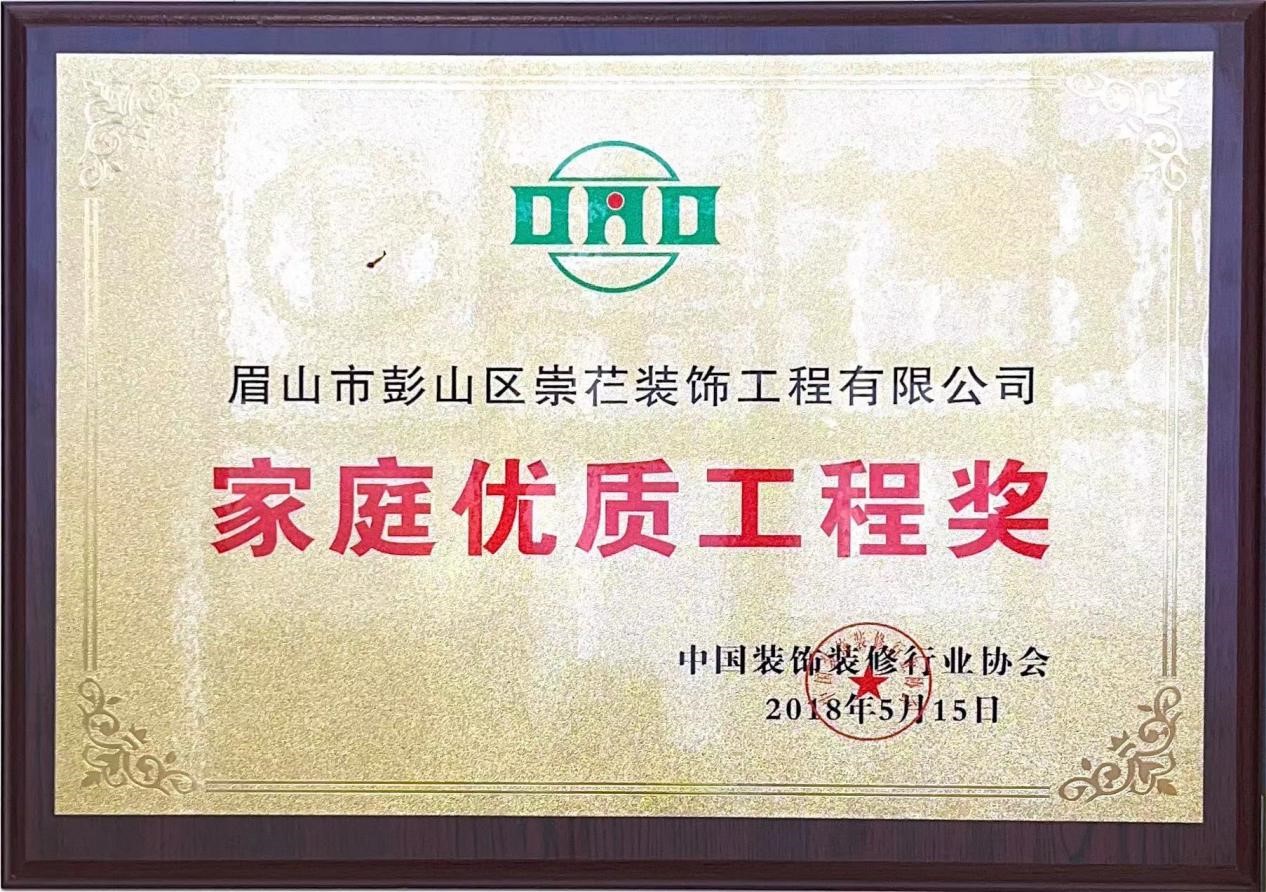 DAD
眉山市彭山区崇芢装饰工程有限公司
家庭优质工程奖
中国装饰装修行业协会
2018年5月15日